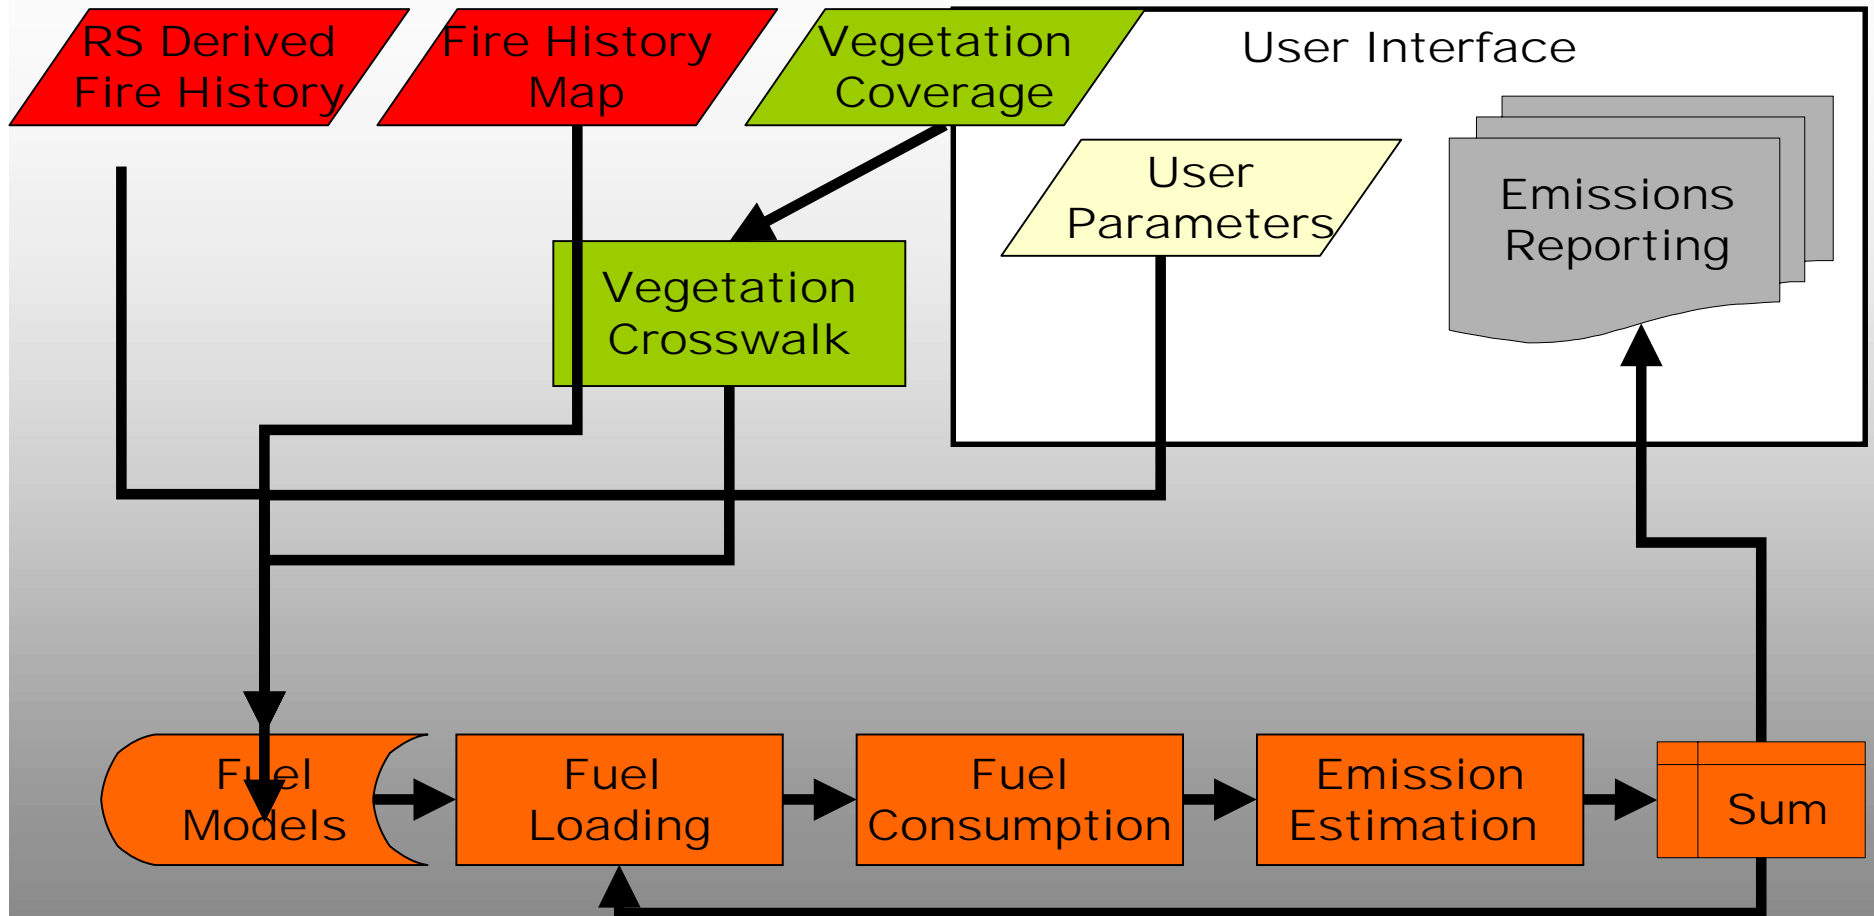 RS Derived
Fire History
Fire History
Map
Vegetation
Coverage
User Interface
User
Parameters
Emissions
Reporting
Vegetation
Crosswalk
Fuel
Models
Fuel
Loading
Fuel
Consumption
Emission
Estimation
Sum